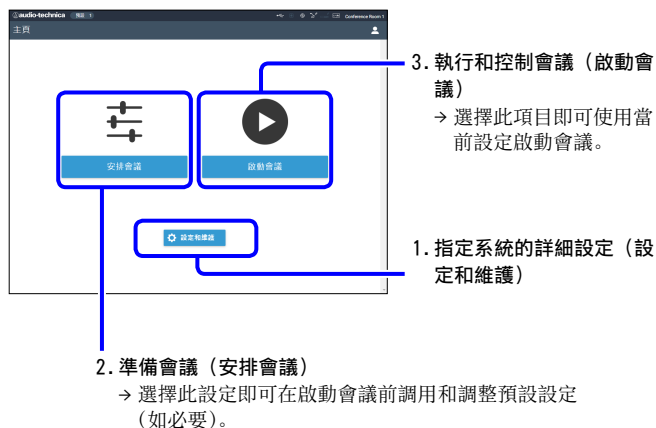 audio-technica 預設 1 Conference Room 1
主頁
安排會議
啟動會議
設定和維護
3. 執行和控制會議（啟動會
議）
→ 選擇此項目即可使用當
前設定啟動會議。
1. 指定系統的詳細設定（設
定和維護）
2. 準備會議（安排會議）
→ 選擇此設定即可在啟動會議前調用和調整預設設定
（如必要）。